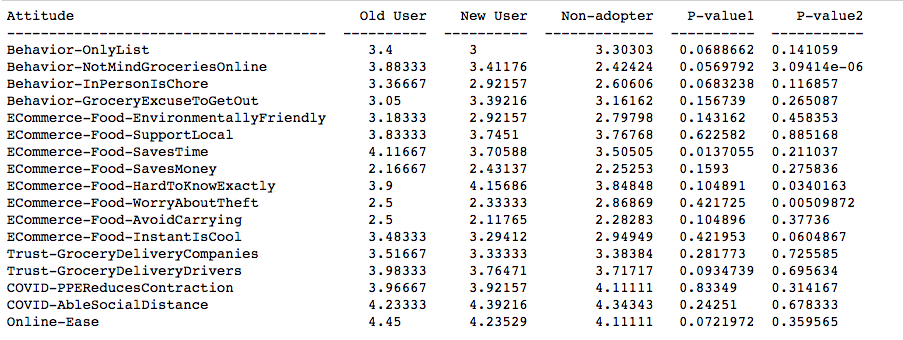 Attitude Old User New User Non-adopter P-value1 P-value2
-------------------------------- ---------- ---------- ------------- ---------- -----------
Behavior-OnlyList 3.4 3 3.30303 0.0688662 0.141059
Behavior-NotMindGroceriesOnline 3.88333 3.41176 2.42424 0.0569792 3.09414e-06
Behavior-InPersonIsChore 3.36667 2.92157 2.60606 0.0683238 0.116857
Behavior-GroceryExcuseToGetOut 3.05 3.39216 3.16162 0.156739 0.265087
ECommerce-Food-EnvironmentallyFriendly 3.18333 2.92157 2.79798 0.143162 0.458353
ECommerce-Food-SupportLocal 3.83333 3.7451 3.76768 0.622582 0.885168
ECommerce-Food-SavesTime 4.11667 3.70588 3.50505 0.0137055 0.211037
ECommerce-Food-SavesMoney 2.16667 2.43137 2.25253 0.1593 0.275836
ECommerce-Food-HardToKnowExactly 3.9 4.15686 3.84848 0.104891 0.0340163
ECommerce-Food-WorryAboutTheft 2.5 2.33333 2.86869 0.421725 0.00509872
ECommerce-Food-AvoidCarrying 2.5 2.11765 2.28283 0.104896 0.37736
ECommerce-Food-InstantIsCool 3.48333 3.29412 2.94949 0.421953 0.0604867
Trust-GroceryDeliveryCompanies 3.51667 3.33333 3.38384 0.281773 0.725585
Trust-GroceryDeliveryDrivers 3.98333 3.76471 3.71717 0.0934739 0.695634
COVID-PPEReducesContraction 3.96667 3.92157 4.11111 0.83349 0.314167
COVID-AbleSocialDistance 4.23333 4.39216 4.34343 0.24251 0.678333
Online-Ease 4.45 4.23529 4.11111 0.0721972 0.359565